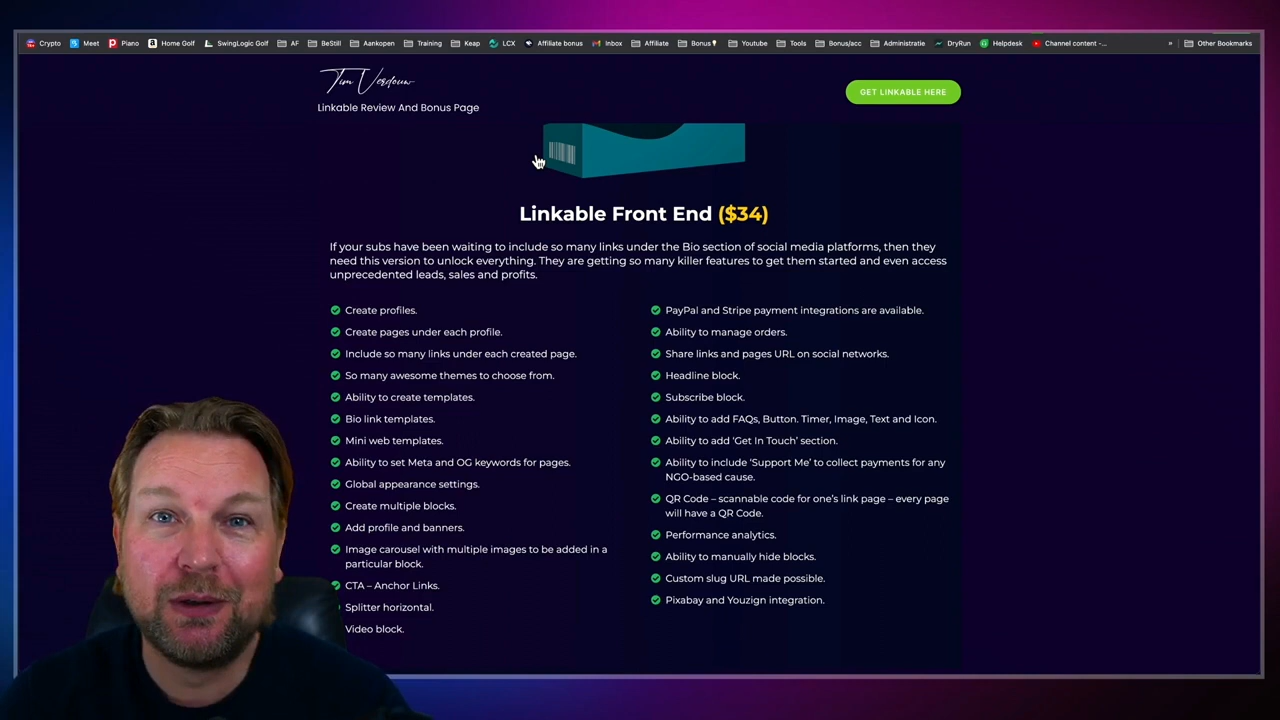 Crypto Meet Piano Home Golf SwingLogic Golf AF BeStill Aankopen Training Keap LCX Affiliate bonus Inbox Affiliate Bonus Youtube Tools Bonus/acc Administratie DryRun Helpdesk Channel content -... » Other Bookmarks
Tim Verdouw
Linkable Review And Bonus Page
GET LINKABLE HERE
Linkable Front End ($34)
If your subs have been waiting to include so many links under the Bio section of social media platforms, then they
need this version to unlock everything. They are getting so many killer features to get them started and even access
unprecedented leads, sales and profits.
Create profiles.
Create pages under each profile.
Include so many links under each created page.
So many awesome themes to choose from.
Ability to create templates.
Bio link templates.
Mini web templates.
Ability to set Meta and OG keywords for pages.
Global appearance settings.
Create multiple blocks.
Add profile and banners.
Image carousel with multiple images to be added in a
particular block.
CTA – Anchor Links.
Splitter horizontal.
Video block.
PayPal and Stripe payment integrations are available.
Ability to manage orders.
Share links and pages URL on social networks.
Headline block.
Subscribe block.
Ability to add FAQs, Button. Timer, Image, Text and Icon.
Ability to add ‘Get In Touch’ section.
Ability to include ‘Support Me’ to collect payments for any
NGO-based cause.
QR Code – scannable code for one’s link page – every page
will have a QR Code.
Performance analytics.
Ability to manually hide blocks.
Custom slug URL made possible.
Pixabay and Youzign integration.